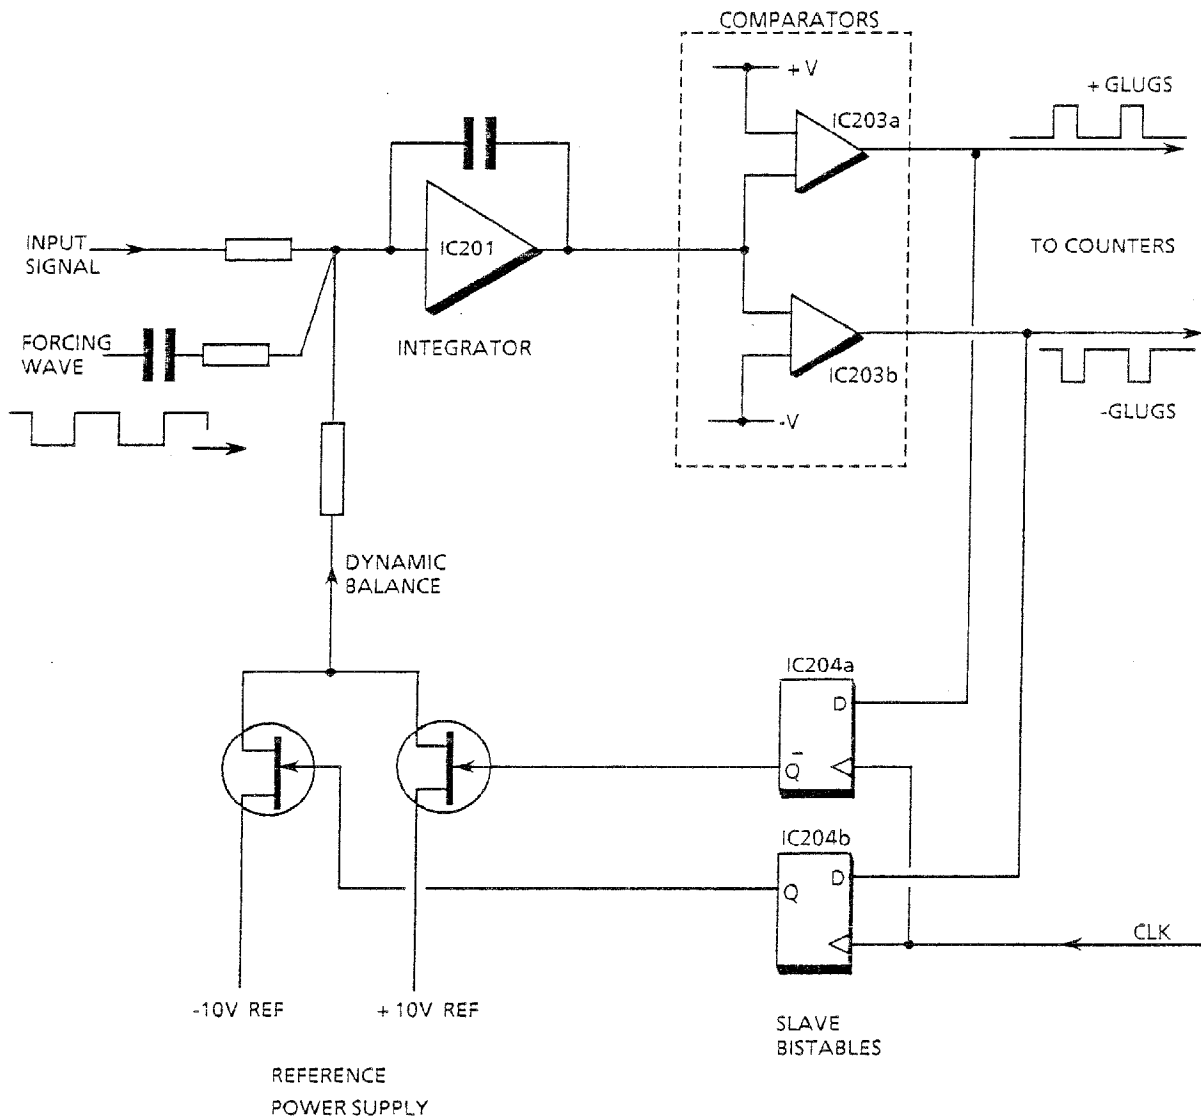 COMPARATORS
+V
IC203a
+ GLUGS
INPUT
SIGNAL
IC201
TO COUNTERS
FORCING
WAVE
INTEGRATOR
IC203b
-V
-GLUGS
DYNAMIC
BALANCE
IC204a
D
Q
IC204b
Q
D
CLK
-10V REF
+10V REF
SLAVE
BISTABLES
REFERENCE
POWER SUPPLY